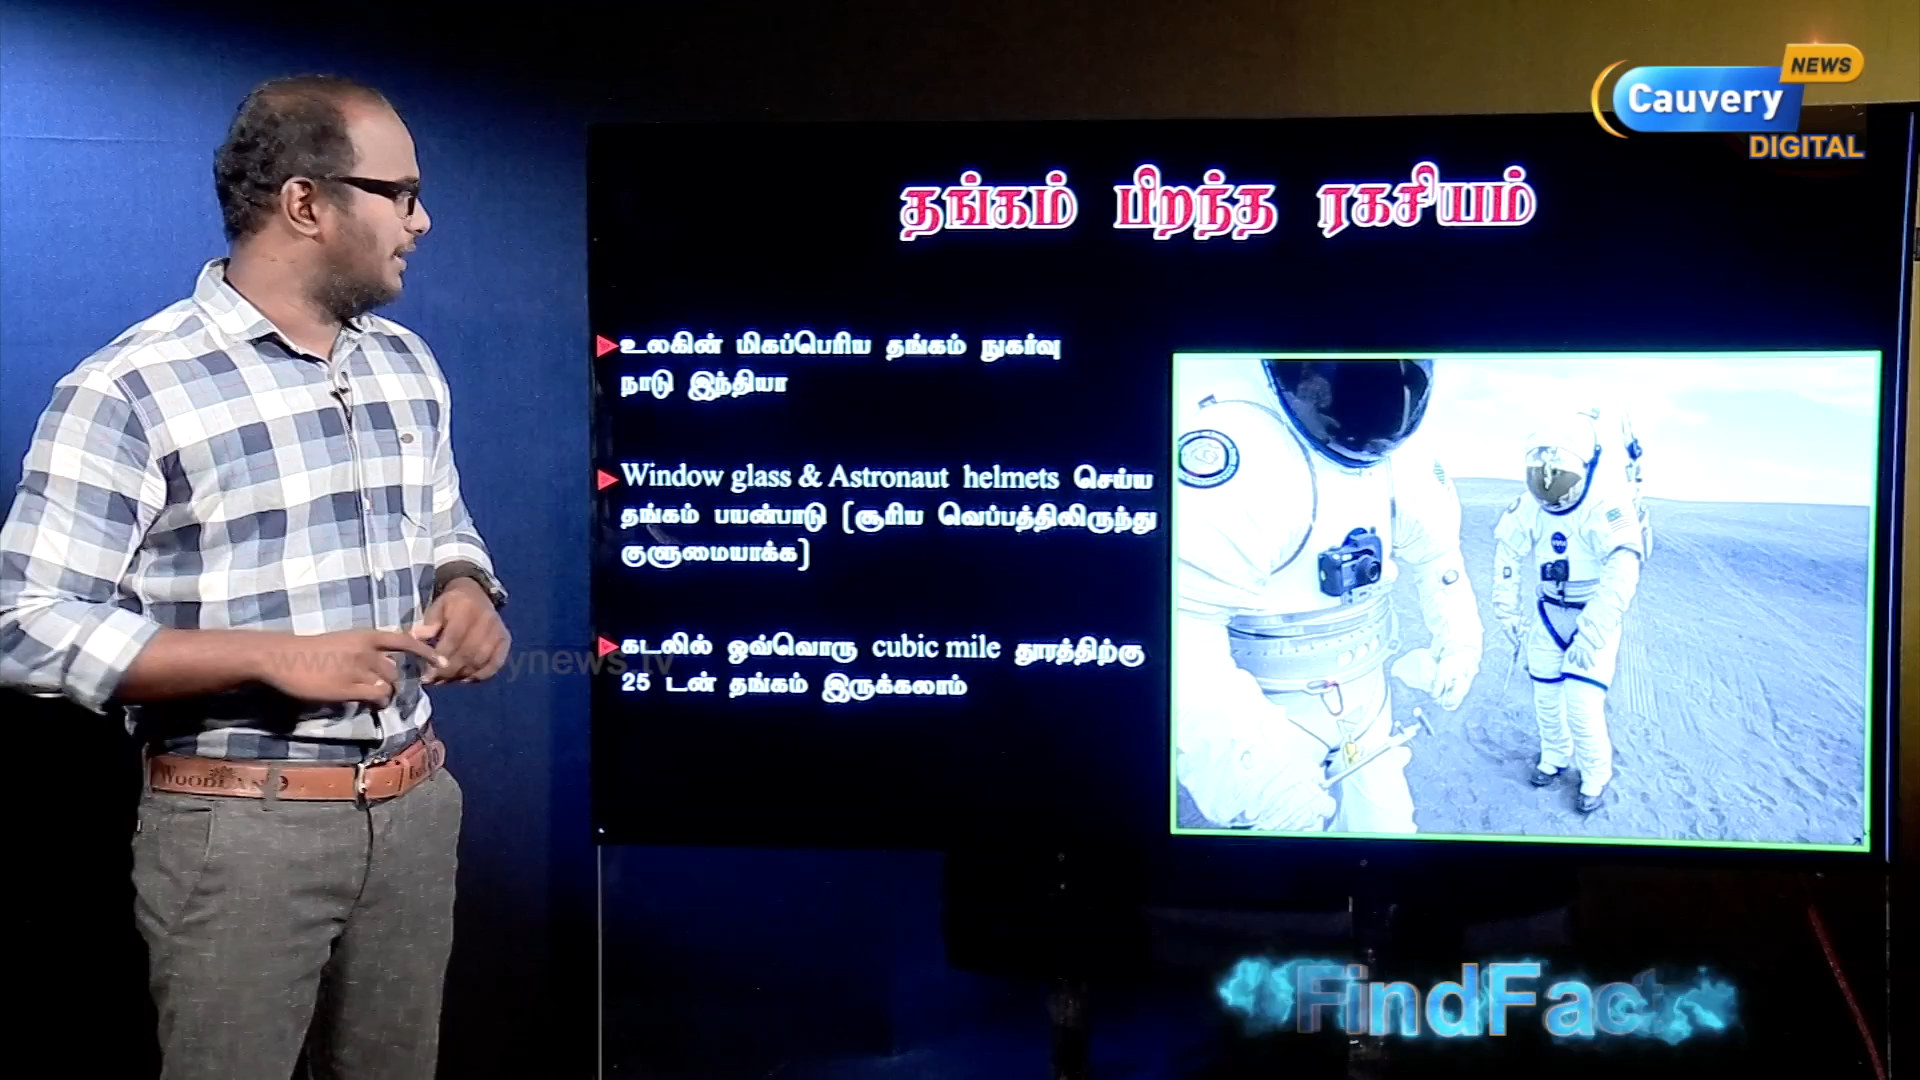 NEWS
Cauvery
DIGITAL
தங்கம் பிறந்த ரகசியம்
உலகின் மிகப்பெரிய தங்கம் நுகர்வு
நாடு இந்தியா
Window glass & Astronaut helmets செய்ய
தங்கம் பயன்பாடு (சூரிய வெப்பத்திலிருந்து
குளுமையாக்க)
கடலில் ஒவ்வொரு cubic mile தூரத்திற்கு
25 டன் தங்கம் இருக்கலாம்
WOODLAND
FindFact